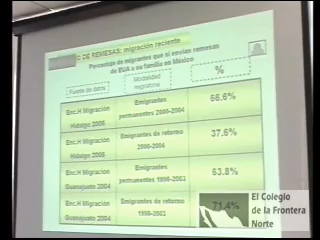 O DE REMESAS: migración reciente
Porcentaje de migrantes que si envían remesas
de EUA a su familia en México
Fuente de datos
Modalidad
migratoria
%
Enc.H Migración
Hidalgo 2005
Emigrantes
permanentes 2000-2004
66.6%
Enc.H Migración
Hidalgo 2005
Emigrantes de retorno
2000-2004
37.6%
Enc.H Migración
Guanajuato 2004
Emigrantes
permanentes 1998-2003
63.8%
Enc.H Migración
Guanajuato 2004
Emigrantes de retorno
1998-2003
71.4%
El Colegio
de la Frontera
Norte